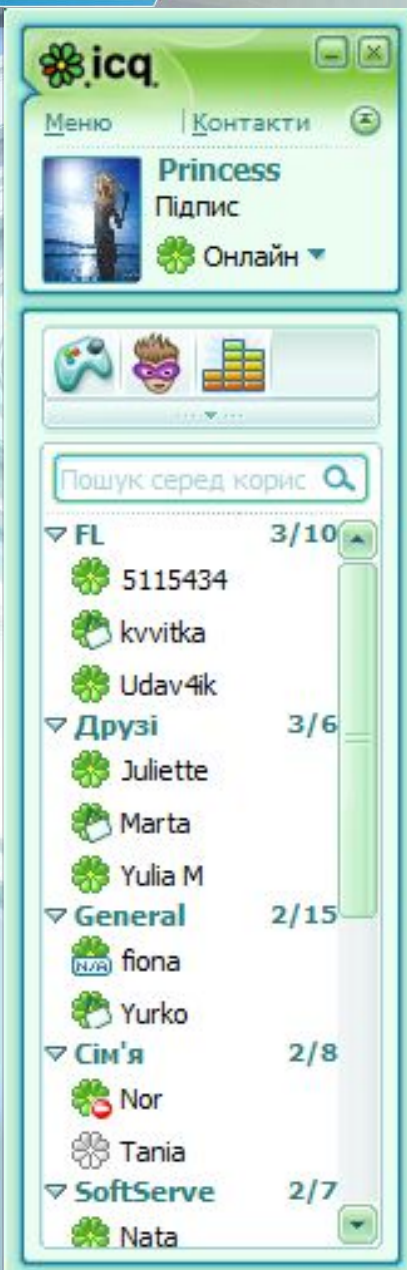 icq
Меню | Контакти
Princess
Підпис
Онлайн
Пошук серед корис
FL 3/10
5115434
kvvitka
Udav4ik
Друзі 3/6
Juliette
Marta
Yulia M
General 2/15
N/A fiona
Yurko
Сім'я 2/8
Nor
Tania
SoftServe 2/7
Nata